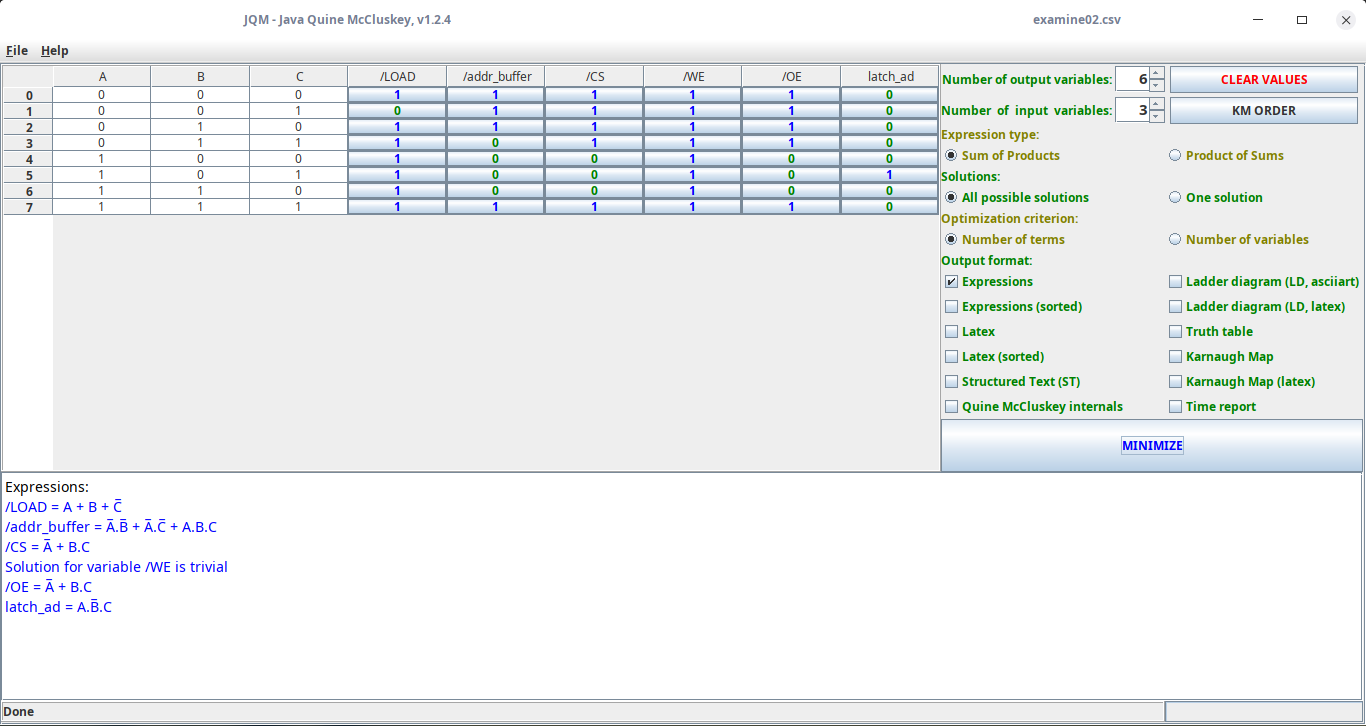 JQM - Java Quine McCluskey, v1.2.4 examine02.csv
File Help
A B C /LOAD /addr_buffer /CS /WE /OE latch_ad
0 0 0 0 1 1 1 1 1 0
1 0 0 1 0 1 1 1 1 0
2 0 1 0 1 1 1 1 1 0
3 0 1 1 1 0 1 1 1 0
4 1 0 0 1 0 0 1 0 0
5 1 0 1 1 0 0 1 0 1
6 1 1 0 1 0 0 1 0 0
7 1 1 1 1 1 1 1 1 0
Number of output variables: 6 CLEAR VALUES
Number of input variables: 3 KM ORDER
Expression type:
Sum of Products Product of Sums
Solutions:
All possible solutions One solution
Optimization criterion:
Number of terms Number of variables
Output format:
Expressions Ladder diagram (LD, asciiart)
Expressions (sorted) Ladder diagram (LD, latex)
Latex Truth table
Latex (sorted) Karnaugh Map
Structured Text (ST) Karnaugh Map (latex)
Quine McCluskey internals Time report
MINIMIZE
Expressions:
/LOAD = A + B + C̅
/addr_buffer = A̅.B̅ + A̅.C̅ + A.B.C
/CS = A̅ + B.C
Solution for variable /WE is trivial
/OE = A̅ + B.C
latch_ad = A.B̅.C
Done